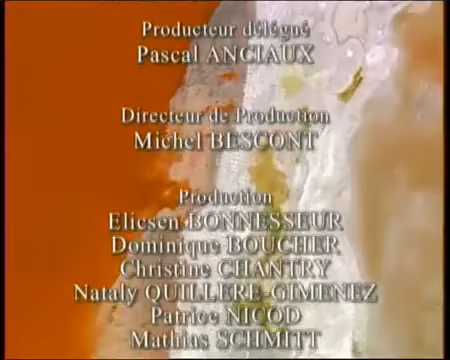 Producteur délégué
Pascal ANCIAUX
Directeur de Production
Michel BESCONT
Production
Eliesen BONNESSEUR
Dominique BOUCHER
Christine CHANTRY
Nataly QUILLERE-GIMENEZ
Patrice NICOD
Mathias SCHMITT